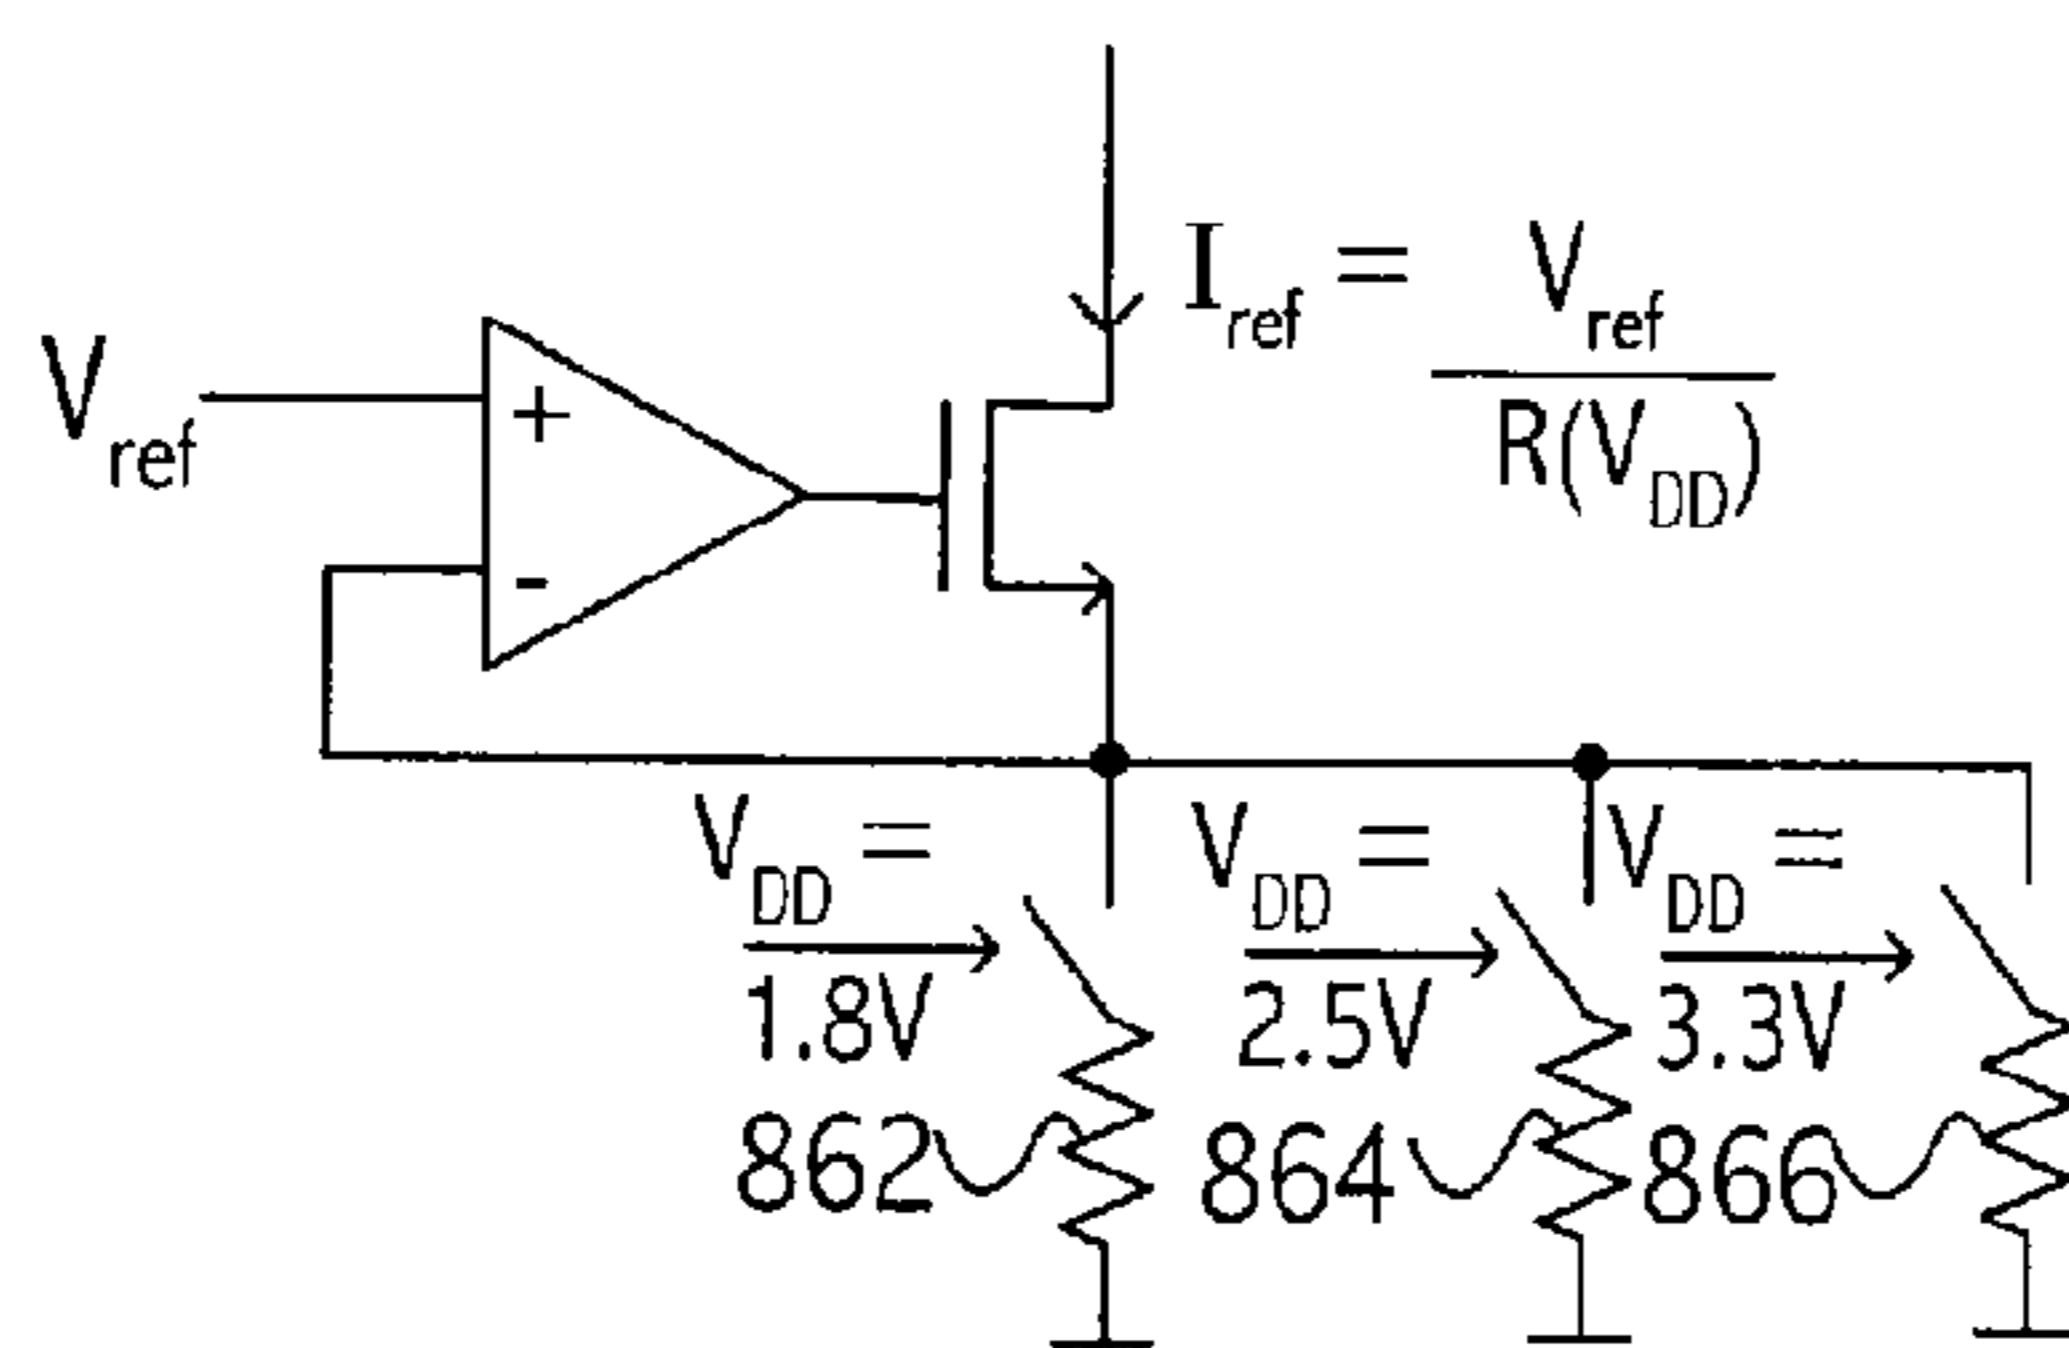 I_ref = V_ref
R(V_DD)
V_ref
+
-
V_DD = V_DD = V_DD =
1.8V 2.5V 3.3V
862 864 866